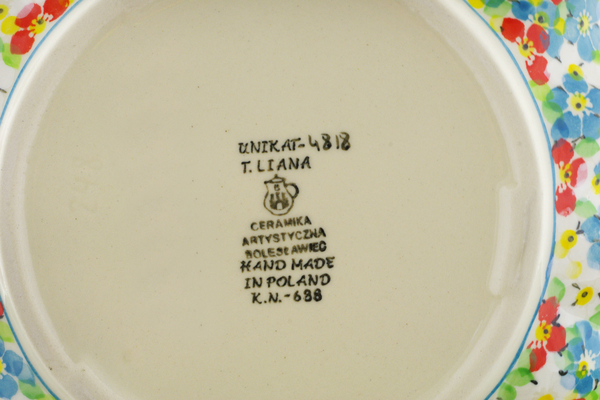 UNIKAT-4818
T. LIANA
CERAMIKA
ARTYSTYCZNA
BOLESŁAWIEC
HAND MADE
IN POLAND
K.N.-688